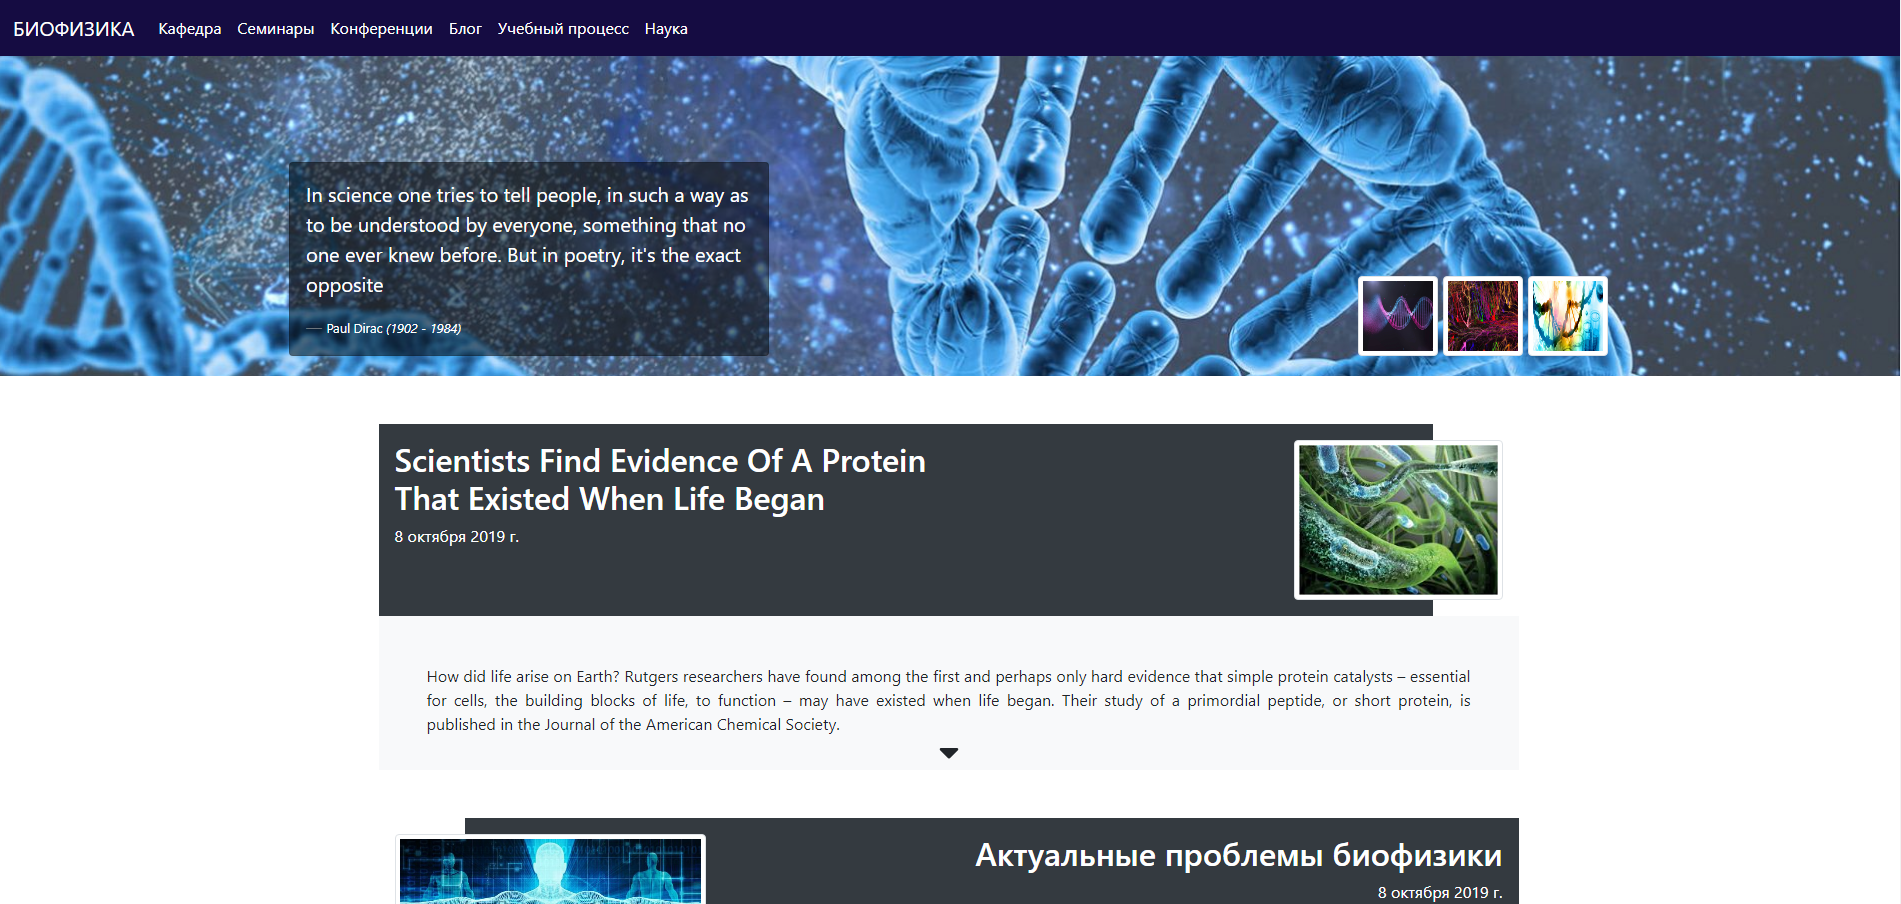 БИОФИЗИКА Кафедра Семинары Конференции Блог Учебный процесс Наука
In science one tries to tell people, in such a way as
to be understood by everyone, something that no
one ever knew before. But in poetry, it's the exact
opposite
— Paul Dirac (1902 - 1984)
Scientists Find Evidence Of A Protein
That Existed When Life Began
8 октября 2019 г.
How did life arise on Earth? Rutgers researchers have found among the first and perhaps only hard evidence that simple protein catalysts – essential
for cells, the building blocks of life, to function – may have existed when life began. Their study of a primordial peptide, or short protein, is
published in the Journal of the American Chemical Society.
Актуальные проблемы биофизики
8 октября 2019 г.